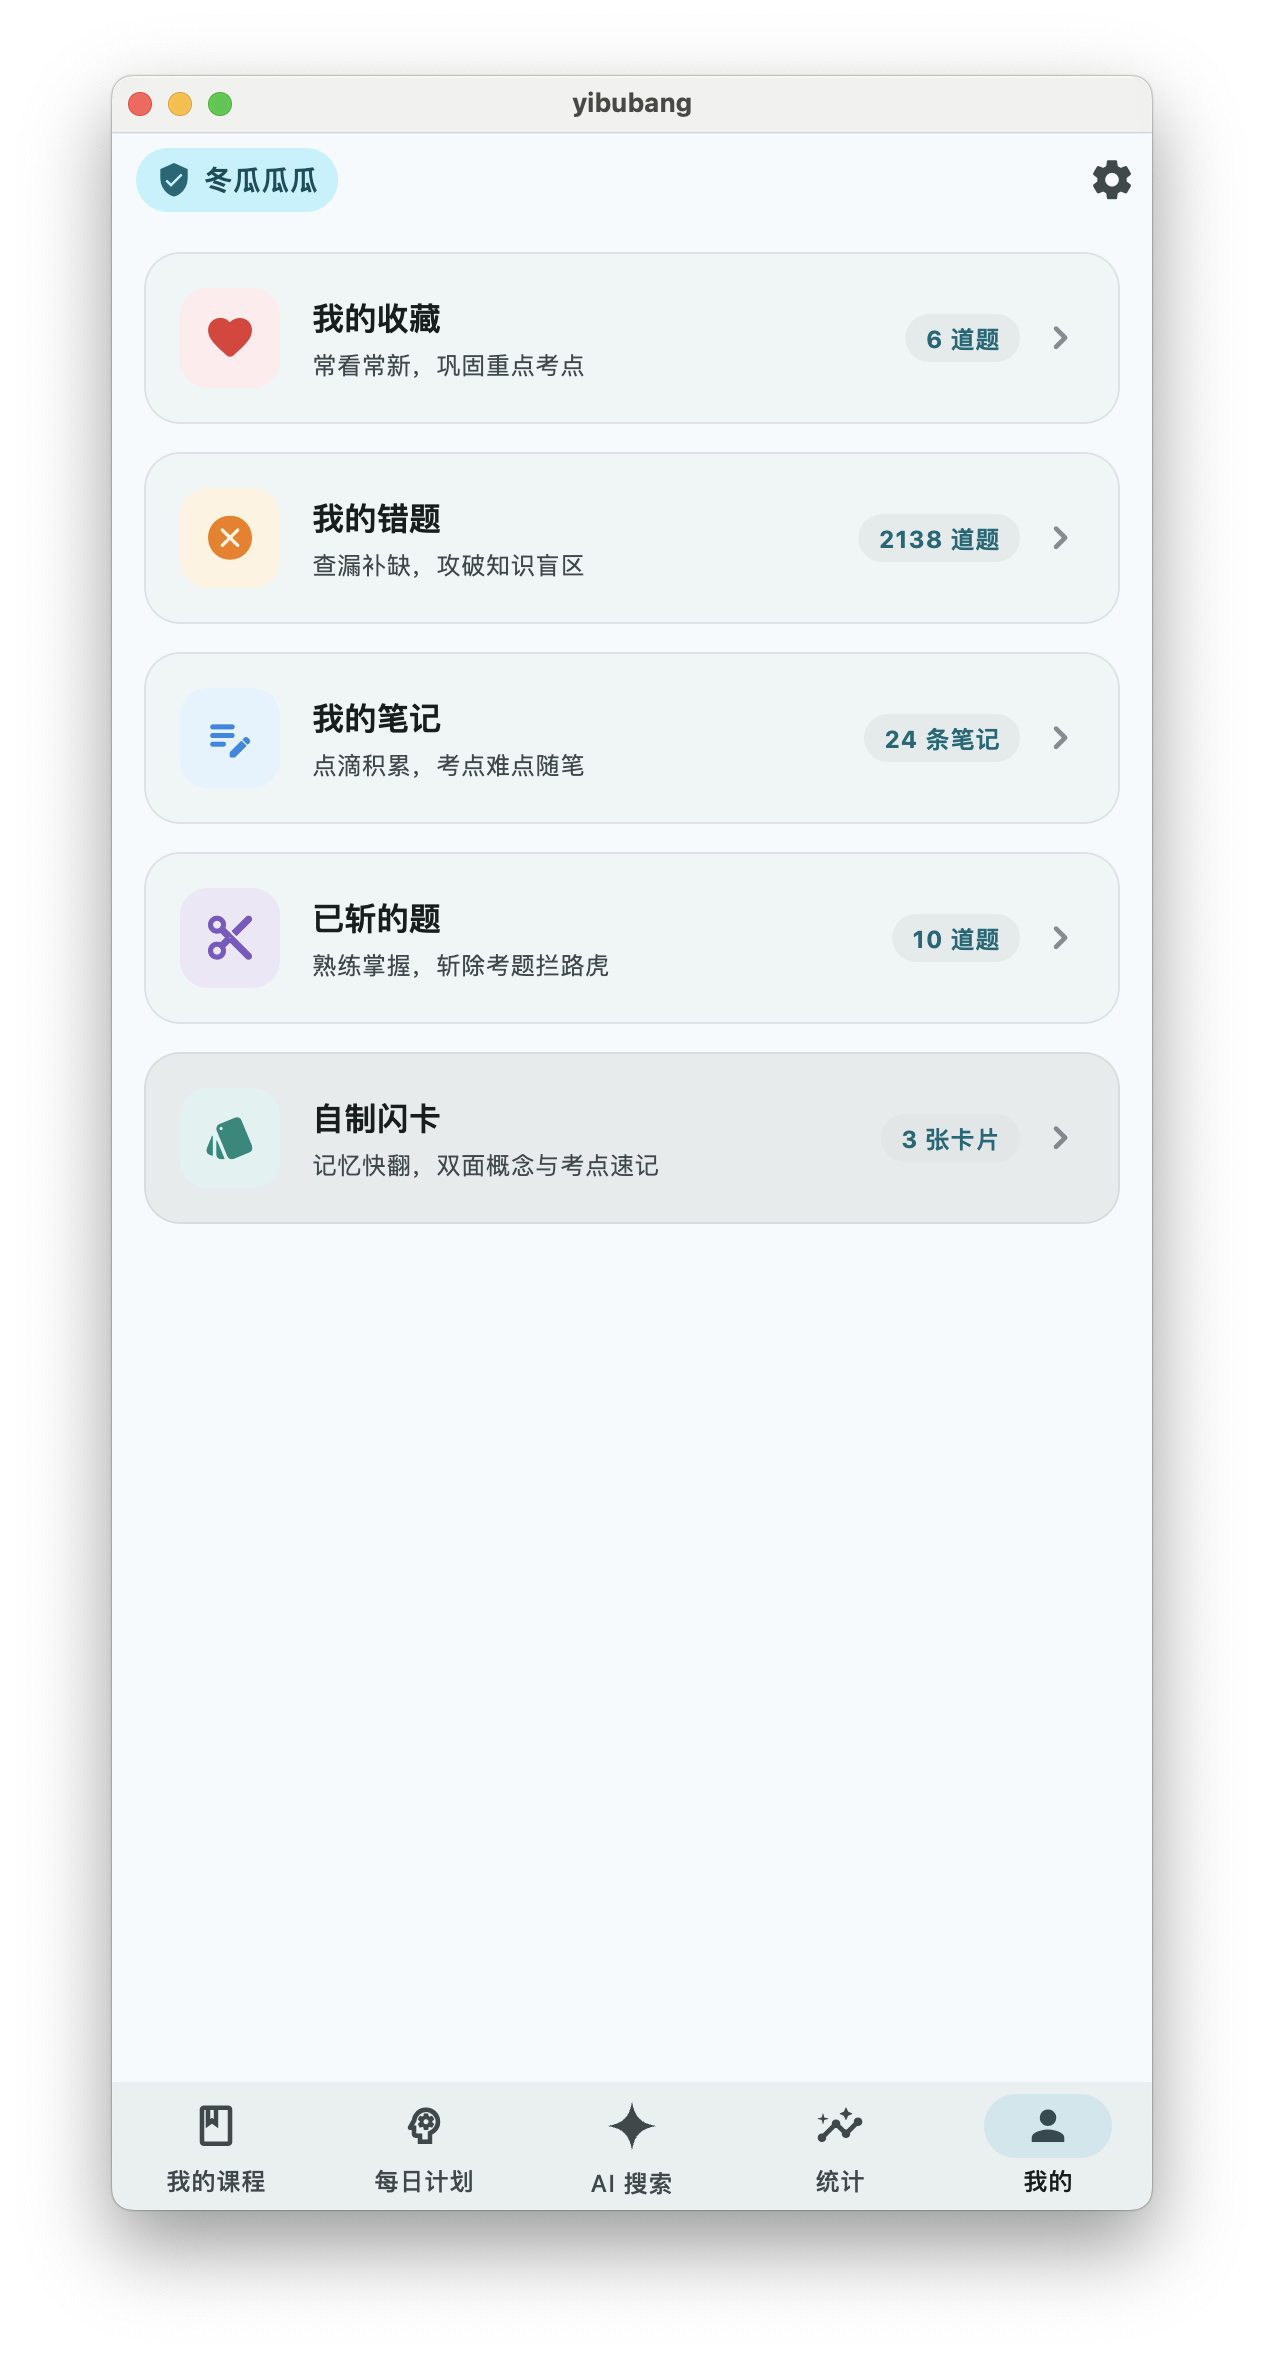 yibubang
冬瓜瓜瓜
我的收藏
常看常新，巩固重点考点
6 道题
我的错题
查漏补缺，攻破知识盲区
2138 道题
我的笔记
点滴积累，考点难点随笔
24 条笔记
已斩的题
熟练掌握，斩除考题拦路虎
10 道题
自制闪卡
记忆快翻，双面概念与考点速记
3 张卡片
我的课程
每日计划
AI 搜索
统计
我的